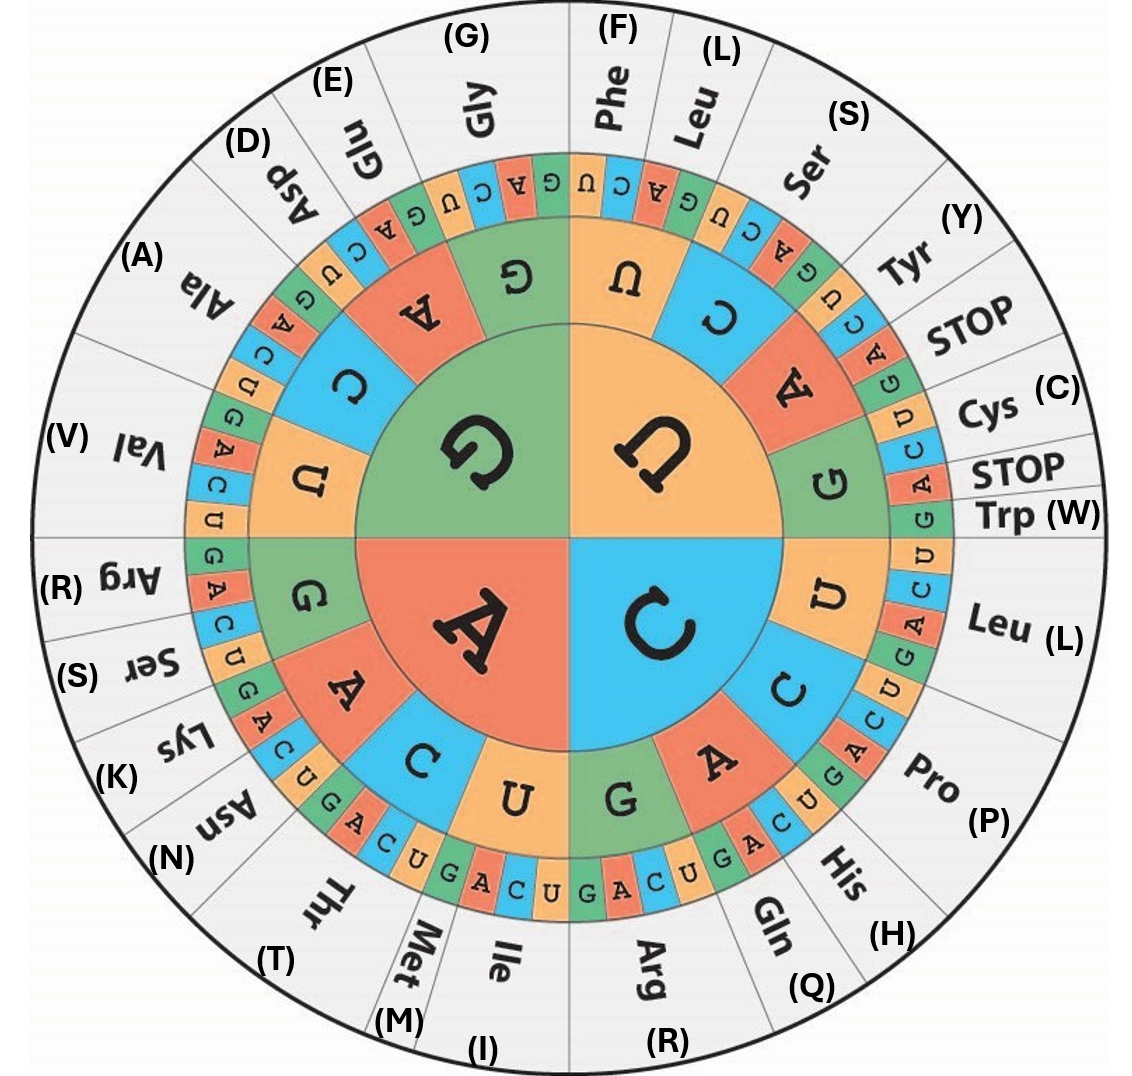 (F)
Phe
(L)
Leu
(S)
Ser
(Y)
Tyr
STOP
(C)
Cys
STOP
Trp (W)
Leu (L)
Pro
(P)
His
(H)
Gln
(Q)
Arg
(R)
Ile
(I)
Met
(M)
Thr
(T)
Asn
(N)
Lys
(K)
Ser
(S)
Arg
(R)
Val
(V)
Ala
(A)
Asp
(D)
Glu
(E)
Gly
(G)
U C A G U C A G U C A G U C A G
U C A G U C A G U C A G U C A G
G A C U G A C U G A C U G A C U
U C A G U C A G U C A G U C A G
U C A G
U C A G
U C A G
U C A G
U
C
A
G